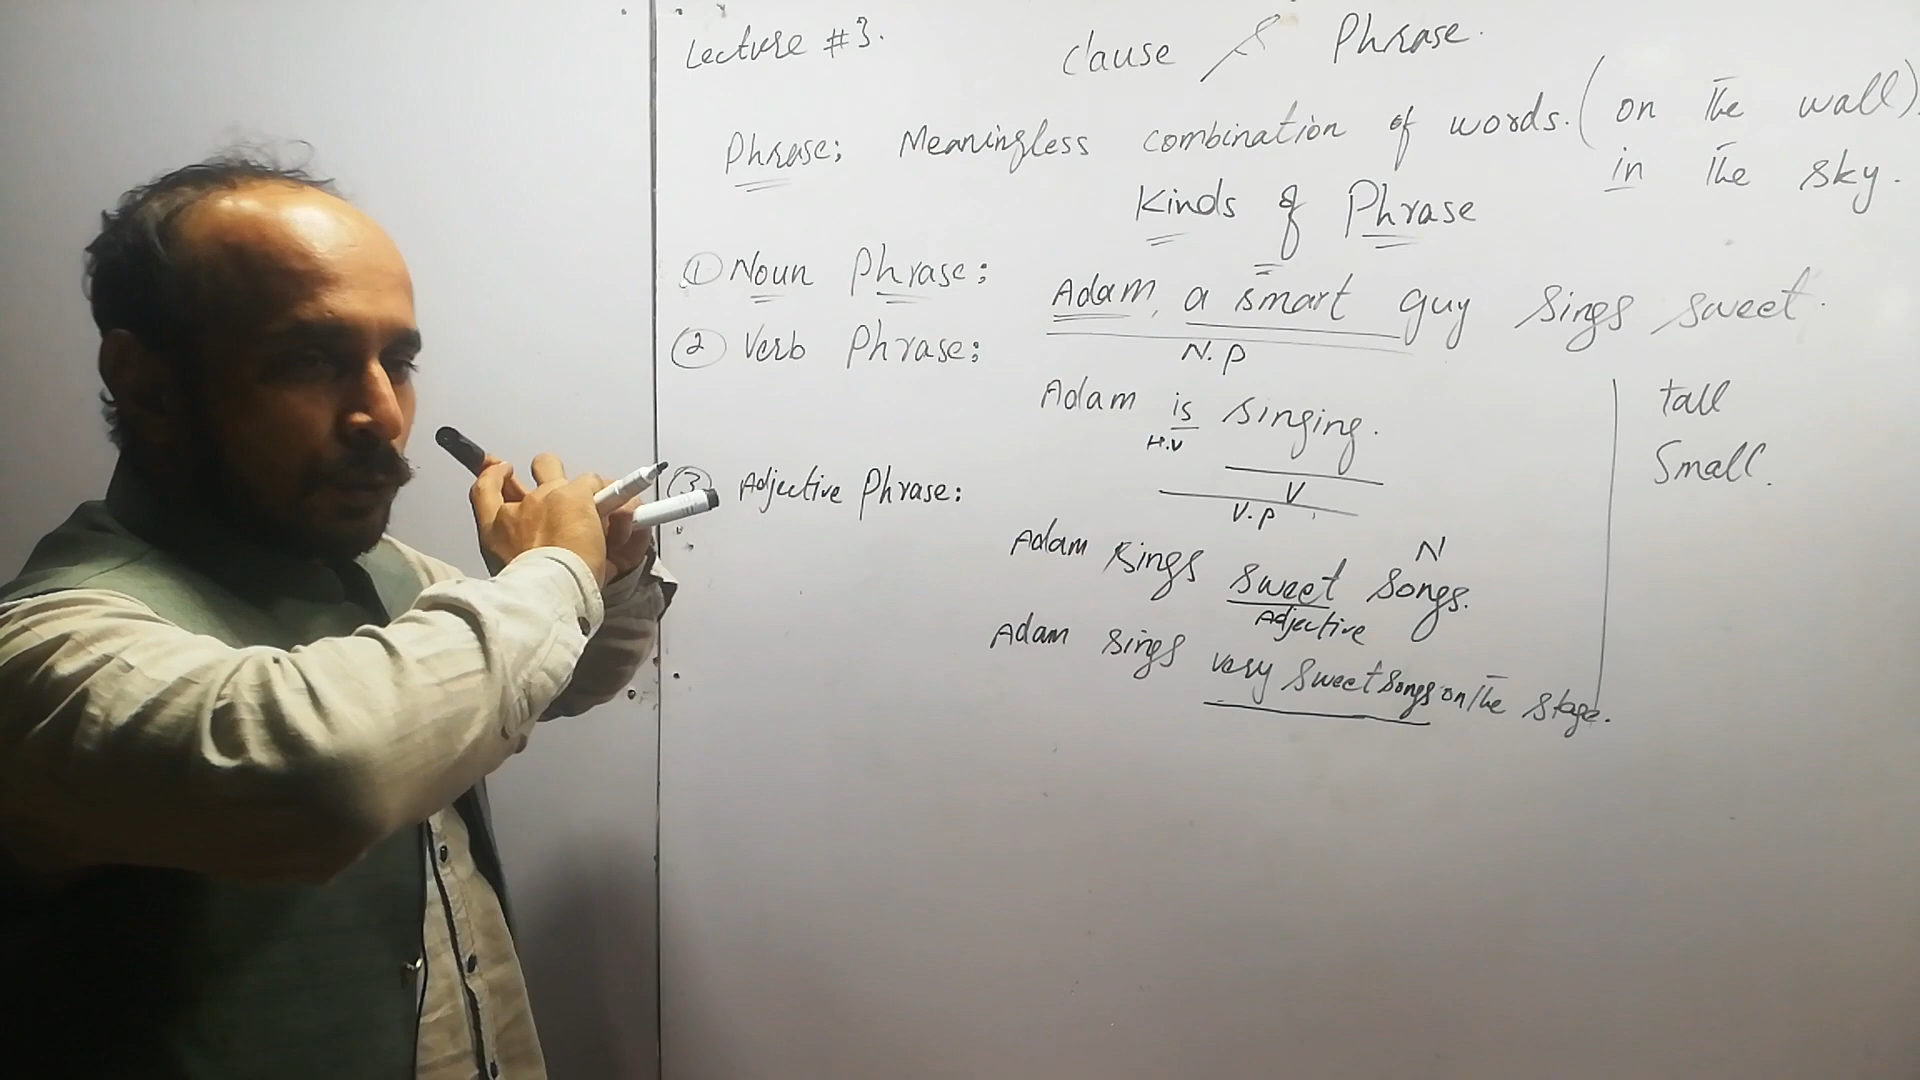 Lecture #3.
Clause & Phrase.
Phrase: Meaningless combination of words. (on the wall).
in the sky.
Kinds of Phrase
① Noun Phrase:
Adam, a smart guy sings sweet.
N.P
② Verb Phrase:
Adam is singing.
H.V
V
V.P
tall
Small.
③ Adjective Phrase:
Adam sings sweet songs.
N
Adjective
Adam sings very sweet songs on the stage.